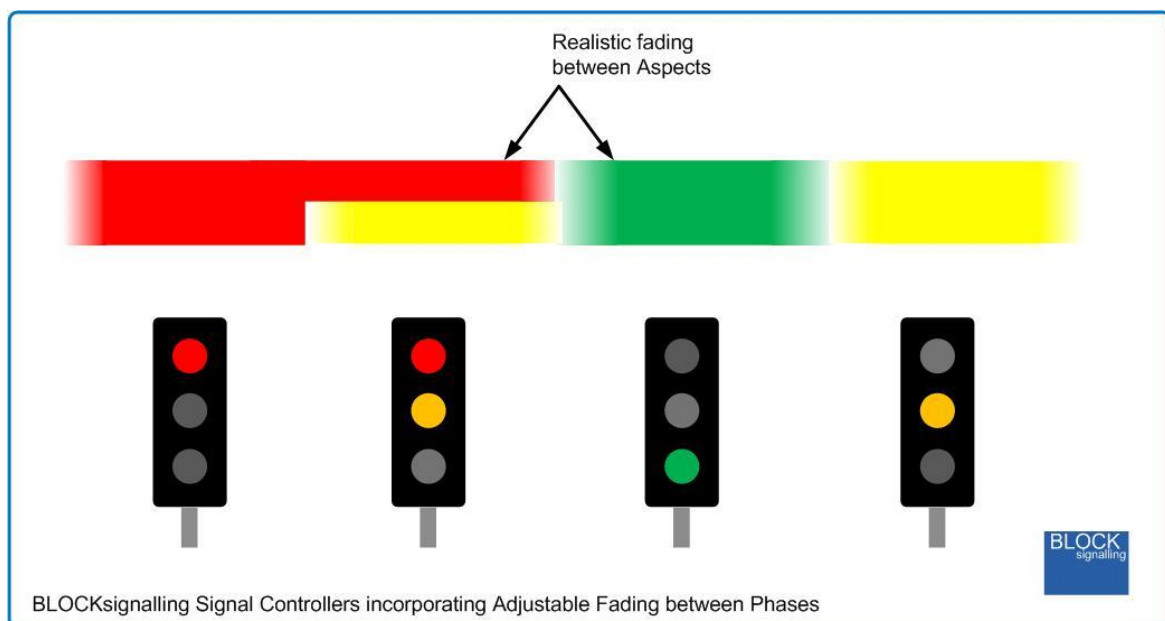 Realistic fading
between Aspects
BLOCK
signalling
BLOCKsignalling Signal Controllers incorporating Adjustable Fading between Phases